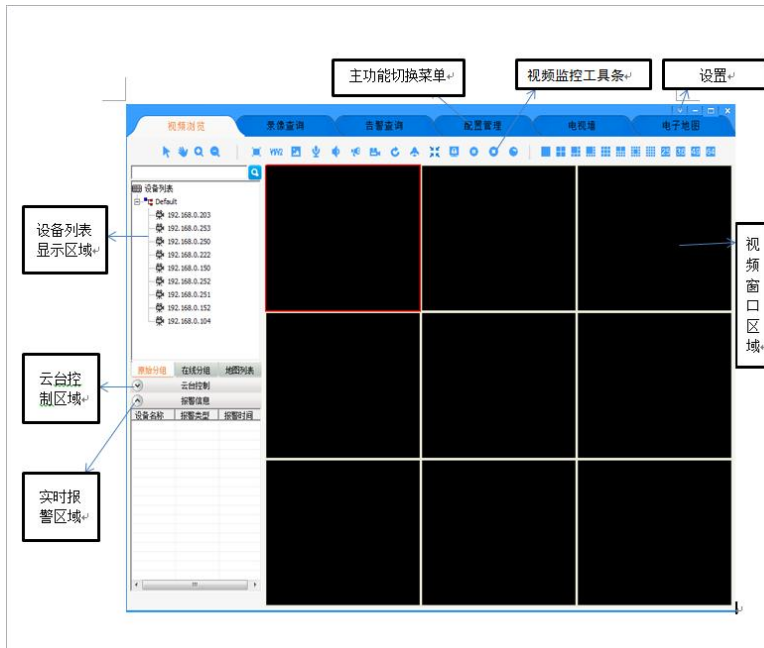 主功能切换菜单
视频监控工具条
设置
视频浏览
录像查询
告警查询
配置管理
电视墙
电子地图
设备列表
Default
192.168.0.203
192.168.0.253
192.168.0.250
192.168.0.222
192.168.0.150
192.168.0.252
192.168.0.251
192.168.0.152
192.168.0.104
设备列表
显示区域
视
频
窗
口
区
域
原始分组 在线分组 地图列表
云台控制
报警信息
设备名称 报警类型 报警时间
云台控
制区域
实时报
警区域